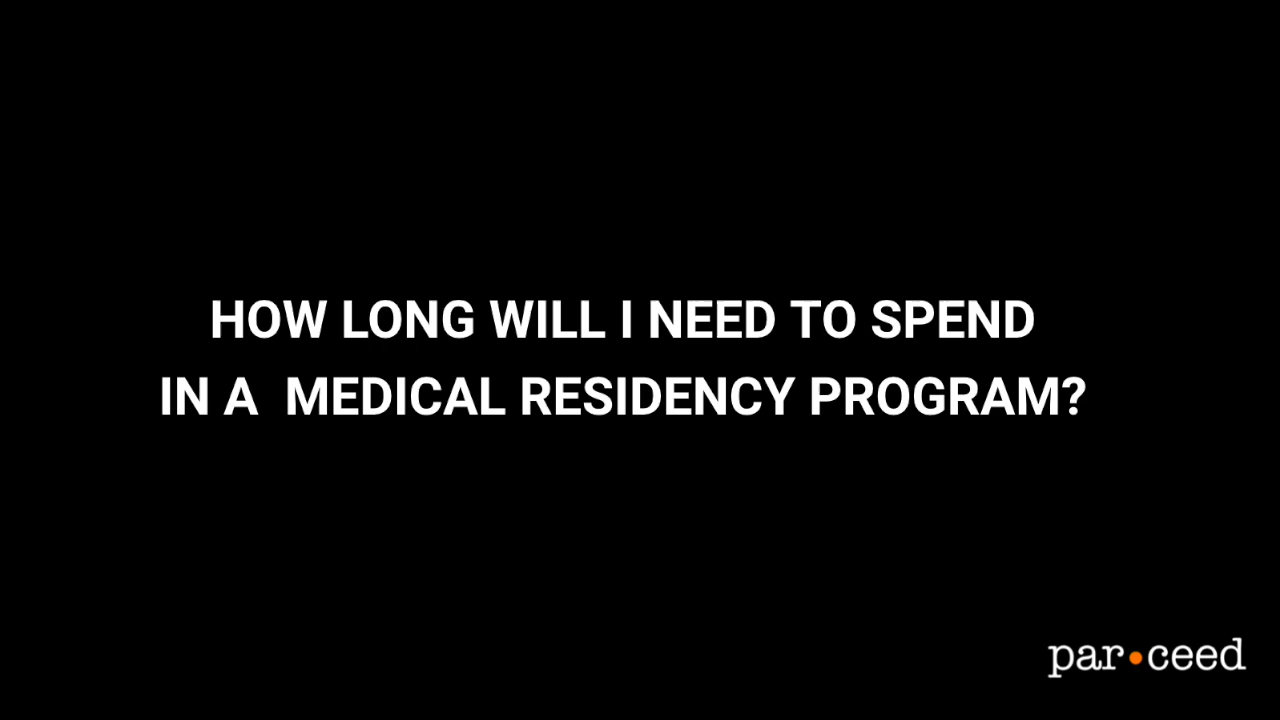 HOW LONG WILL I NEED TO SPEND
IN A  MEDICAL RESIDENCY PROGRAM?
par•ceed